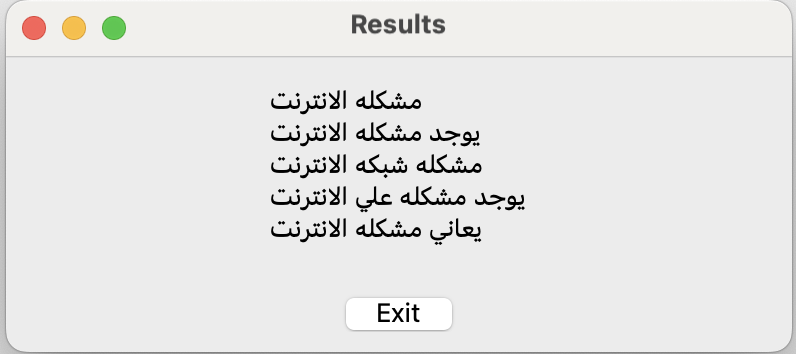 Results
مشكله الانترنت
يوجد مشكله الانترنت
مشكله شبكه الانترنت
يوجد مشكله علي الانترنت
يعاني مشكله الانترنت
Exit